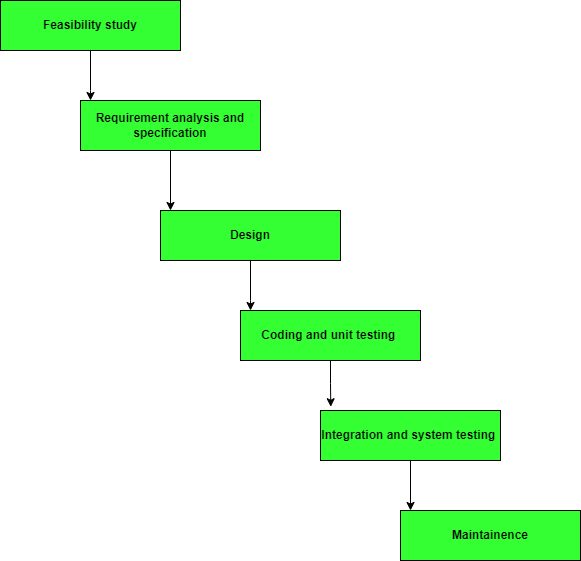 Feasibility study
Requirement analysis and
specification
Design
Coding and unit testing
Integration and system testing
Maintainence